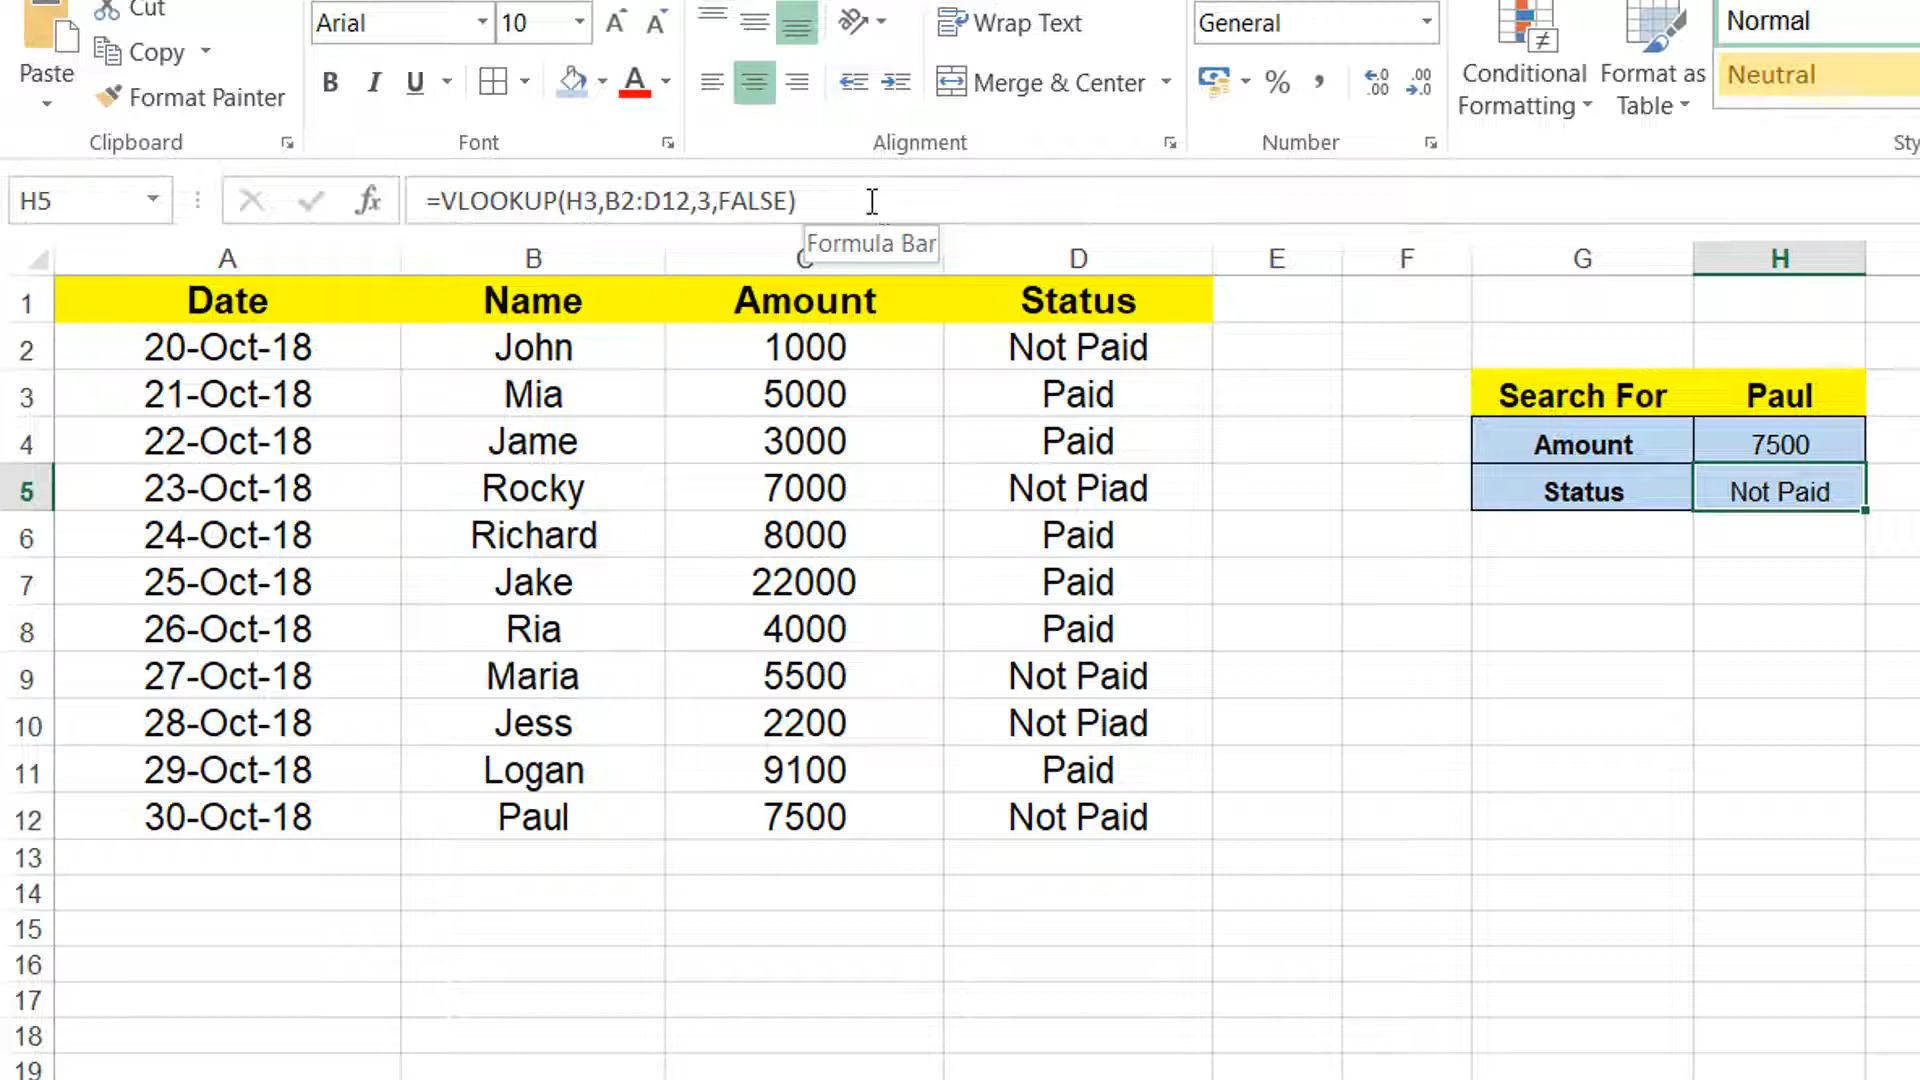 Cut
Arial 10 Wrap Text General Normal
Copy
Paste Conditional Format as Neutral
Format Painter Merge & Center % , Formatting Table
Clipboard Font Alignment Number Sty
H5 fx =VLOOKUP(H3,B2:D12,3,FALSE)
Formula Bar
A B C D E F G H
1 Date Name Amount Status
2 20-Oct-18 John 1000 Not Paid
3 21-Oct-18 Mia 5000 Paid Search For Paul
4 22-Oct-18 Jame 3000 Paid Amount 7500
5 23-Oct-18 Rocky 7000 Not Piad Status Not Paid
6 24-Oct-18 Richard 8000 Paid
7 25-Oct-18 Jake 22000 Paid
8 26-Oct-18 Ria 4000 Paid
9 27-Oct-18 Maria 5500 Not Paid
10 28-Oct-18 Jess 2200 Not Piad
11 29-Oct-18 Logan 9100 Paid
12 30-Oct-18 Paul 7500 Not Paid
13
14
15
16
17
18
19